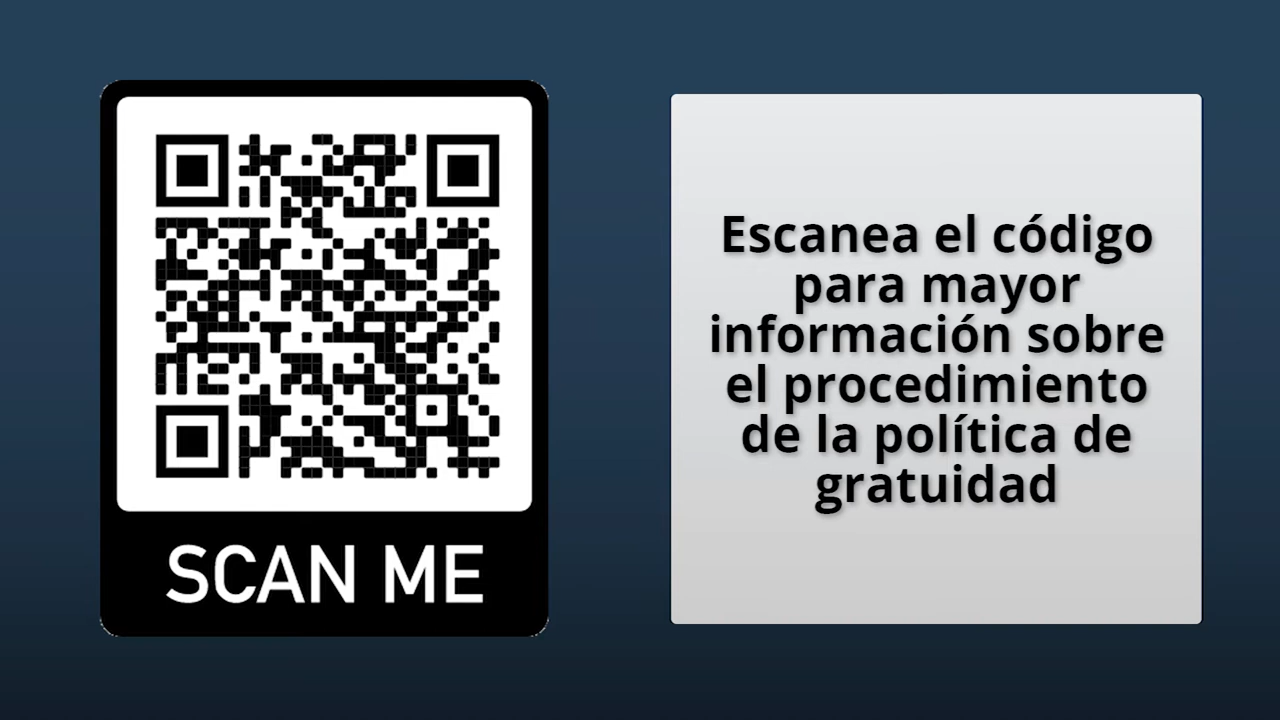 SCAN ME
Escanea el código
para mayor
información sobre
el procedimiento
de la política de
gratuidad